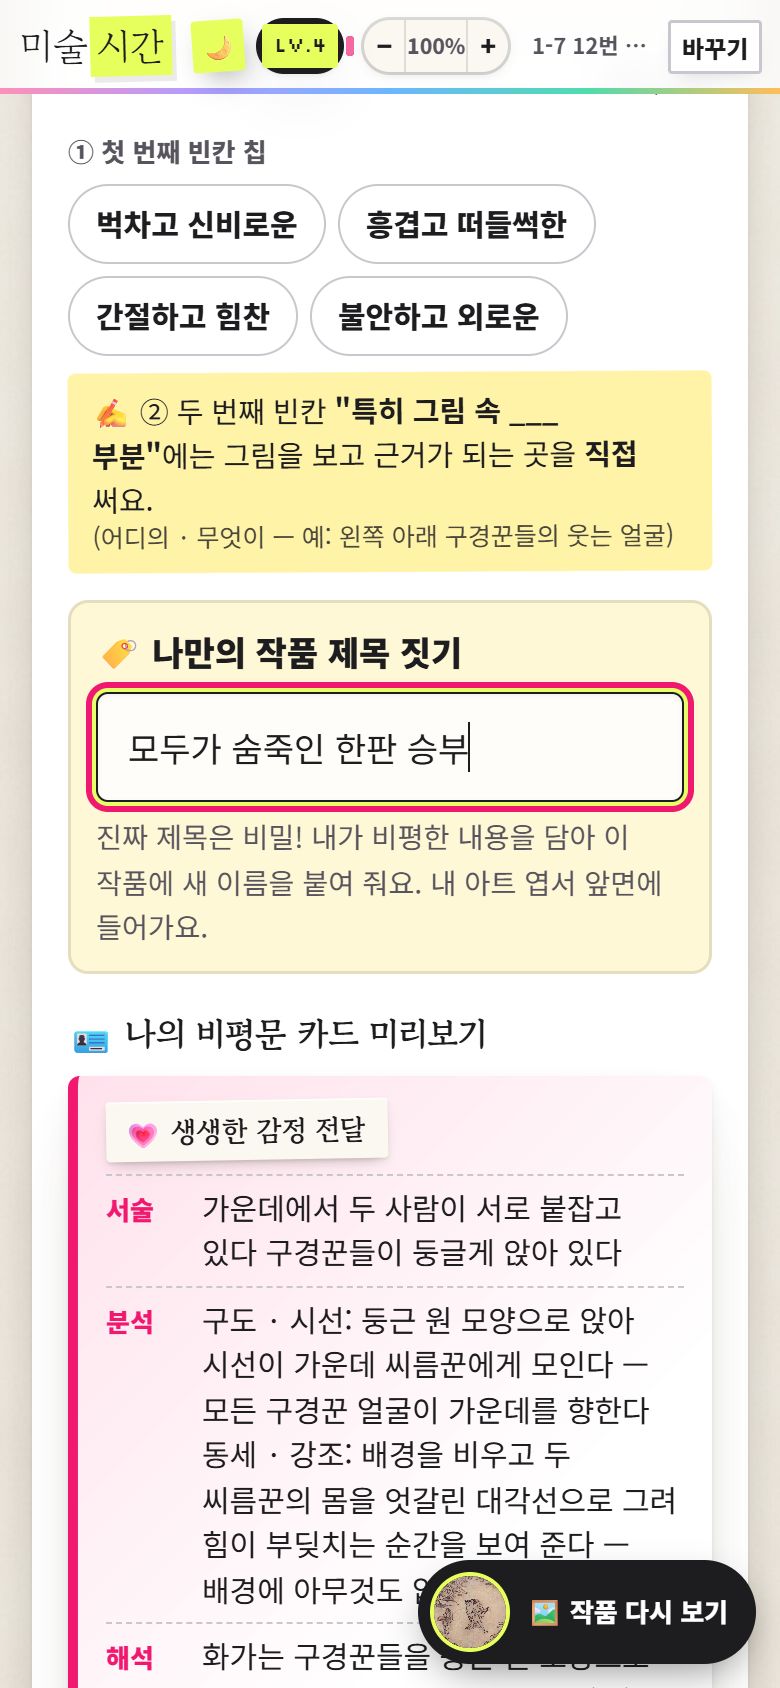 미술 시간 LV.4 − 100% + 1-7 12번 … 바꾸기
① 첫 번째 빈칸 칩
벅차고 신비로운 흥겹고 떠들썩한
간절하고 힘찬 불안하고 외로운
② 두 번째 빈칸 "특히 그림 속 ___
부분"에는 그림을 보고 근거가 되는 곳을 직접
써요.
(어디의 · 무엇이 — 예: 왼쪽 아래 구경꾼들의 웃는 얼굴)
나만의 작품 제목 짓기
모두가 숨죽인 한판 승부
진짜 제목은 비밀! 내가 비평한 내용을 담아 이
작품에 새 이름을 붙여 줘요. 내 아트 엽서 앞면에
들어가요.
나의 비평문 카드 미리보기
생생한 감정 전달
서술 가운데에서 두 사람이 서로 붙잡고
있다 구경꾼들이 둥글게 앉아 있다
분석 구도 · 시선: 둥근 원 모양으로 앉아
시선이 가운데 씨름꾼에게 모인다 —
모든 구경꾼 얼굴이 가운데를 향한다
동세 · 강조: 배경을 비우고 두
씨름꾼의 몸을 엇갈린 대각선으로 그려
힘이 부딪치는 순간을 보여 준다 —
배경에 아무것도
작품 다시 보기
해석 화가는 구경꾼들을